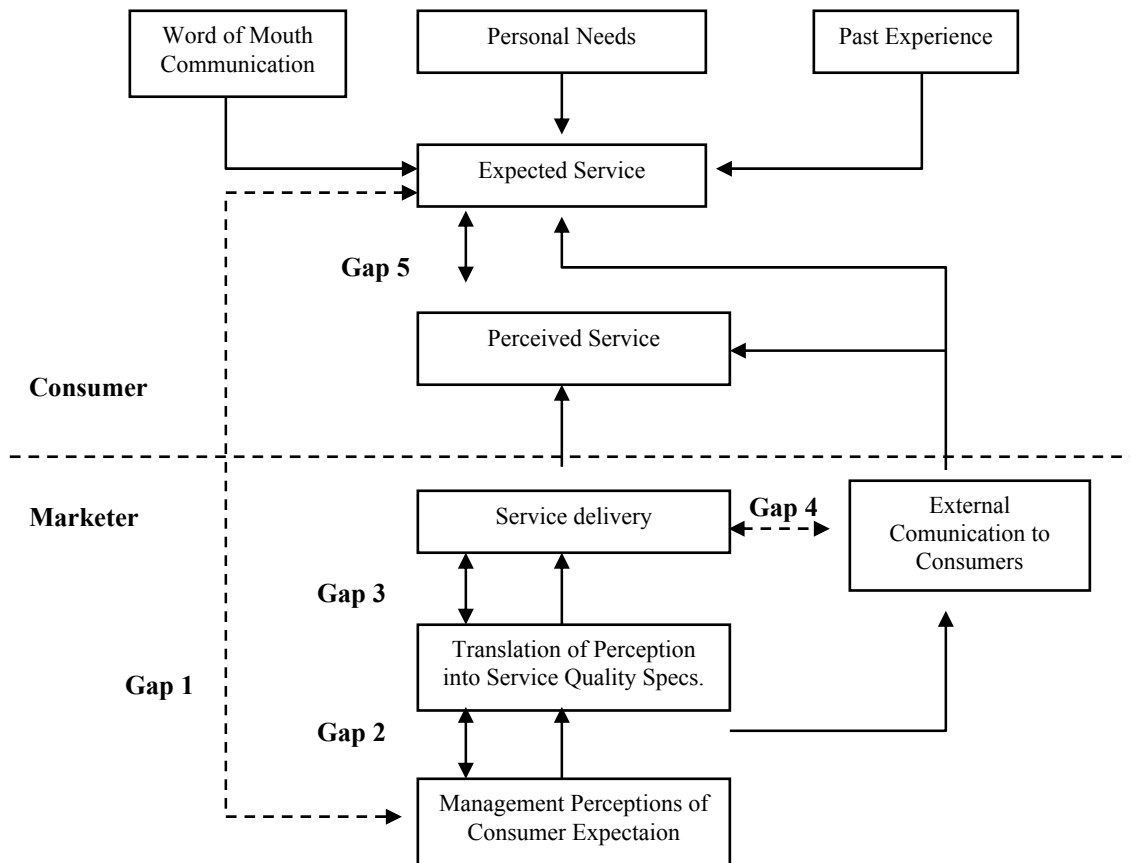 Word of Mouth
Communication
Personal Needs
Past Experience
Expected Service
Gap 5
Perceived Service
Consumer
Marketer
Service delivery
Gap 4
External
Comunication to
Consumers
Gap 3
Translation of Perception
into Service Quality Specs.
Gap 1
Gap 2
Management Perceptions of
Consumer Expectaion